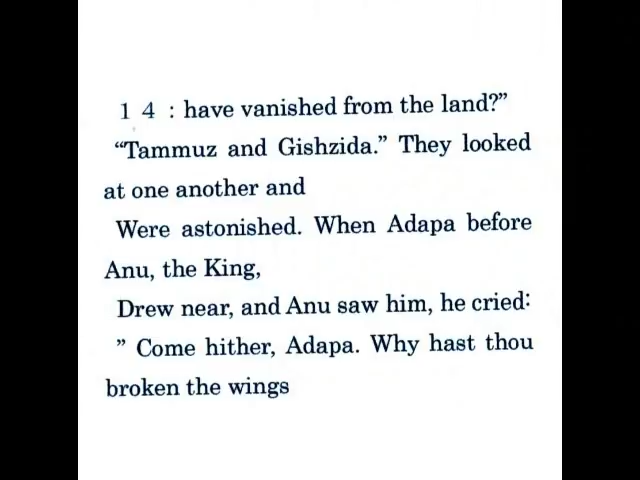 1 4 : have vanished from the land?”
“Tammuz and Gishzida.” They looked
at one another and
Were astonished. When Adapa before
Anu, the King,
Drew near, and Anu saw him, he cried:
” Come hither, Adapa. Why hast thou
broken the wings